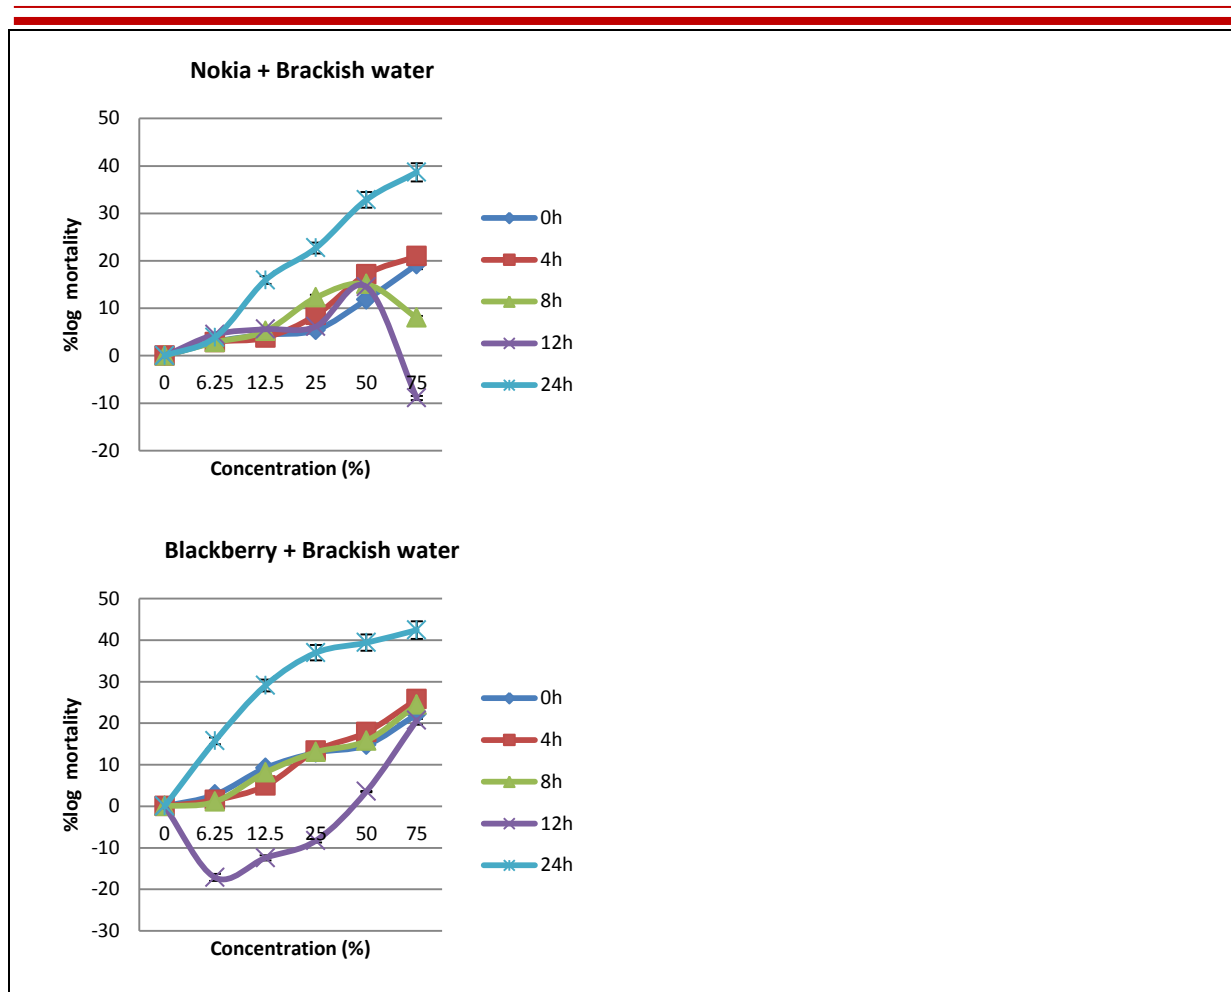 Nokia + Brackish water
50
40
30
20
10
0
-10
-20
%log mortality
0 6.25 12.5 25 50 75
Concentration (%)
0h
4h
8h
12h
24h
Blackberry + Brackish water
50
40
30
20
10
0
-10
-20
-30
%log mortality
0 6.25 12.5 25 50 75
Concentration (%)
0h
4h
8h
12h
24h